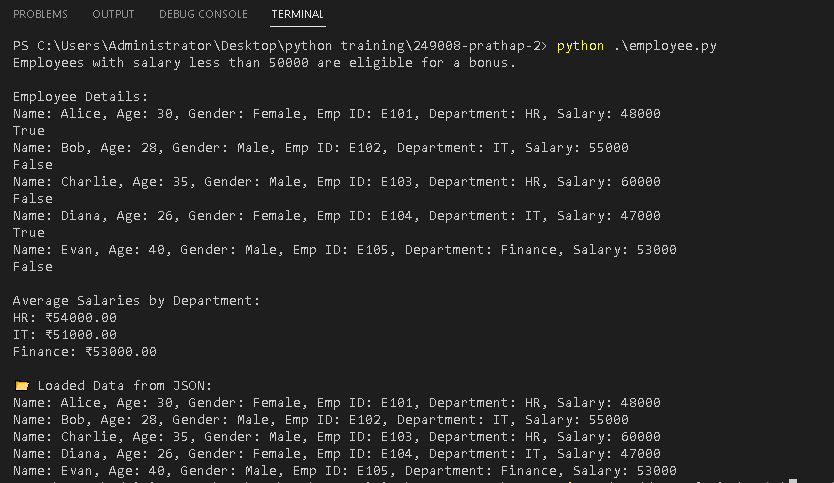 PROBLEMS OUTPUT DEBUG CONSOLE TERMINAL
PS C:\Users\Administrator\Desktop\python training\249008-prathap-2> python .\employee.py
Employees with salary less than 50000 are eligible for a bonus.
Employee Details:
Name: Alice, Age: 30, Gender: Female, Emp ID: E101, Department: HR, Salary: 48000
True
Name: Bob, Age: 28, Gender: Male, Emp ID: E102, Department: IT, Salary: 55000
False
Name: Charlie, Age: 35, Gender: Male, Emp ID: E103, Department: HR, Salary: 60000
False
Name: Diana, Age: 26, Gender: Female, Emp ID: E104, Department: IT, Salary: 47000
True
Name: Evan, Age: 40, Gender: Male, Emp ID: E105, Department: Finance, Salary: 53000
False
Average Salaries by Department:
HR: ₹54000.00
IT: ₹51000.00
Finance: ₹53000.00
📂 Loaded Data from JSON:
Name: Alice, Age: 30, Gender: Female, Emp ID: E101, Department: HR, Salary: 48000
Name: Bob, Age: 28, Gender: Male, Emp ID: E102, Department: IT, Salary: 55000
Name: Charlie, Age: 35, Gender: Male, Emp ID: E103, Department: HR, Salary: 60000
Name: Diana, Age: 26, Gender: Female, Emp ID: E104, Department: IT, Salary: 47000
Name: Evan, Age: 40, Gender: Male, Emp ID: E105, Department: Finance, Salary: 53000